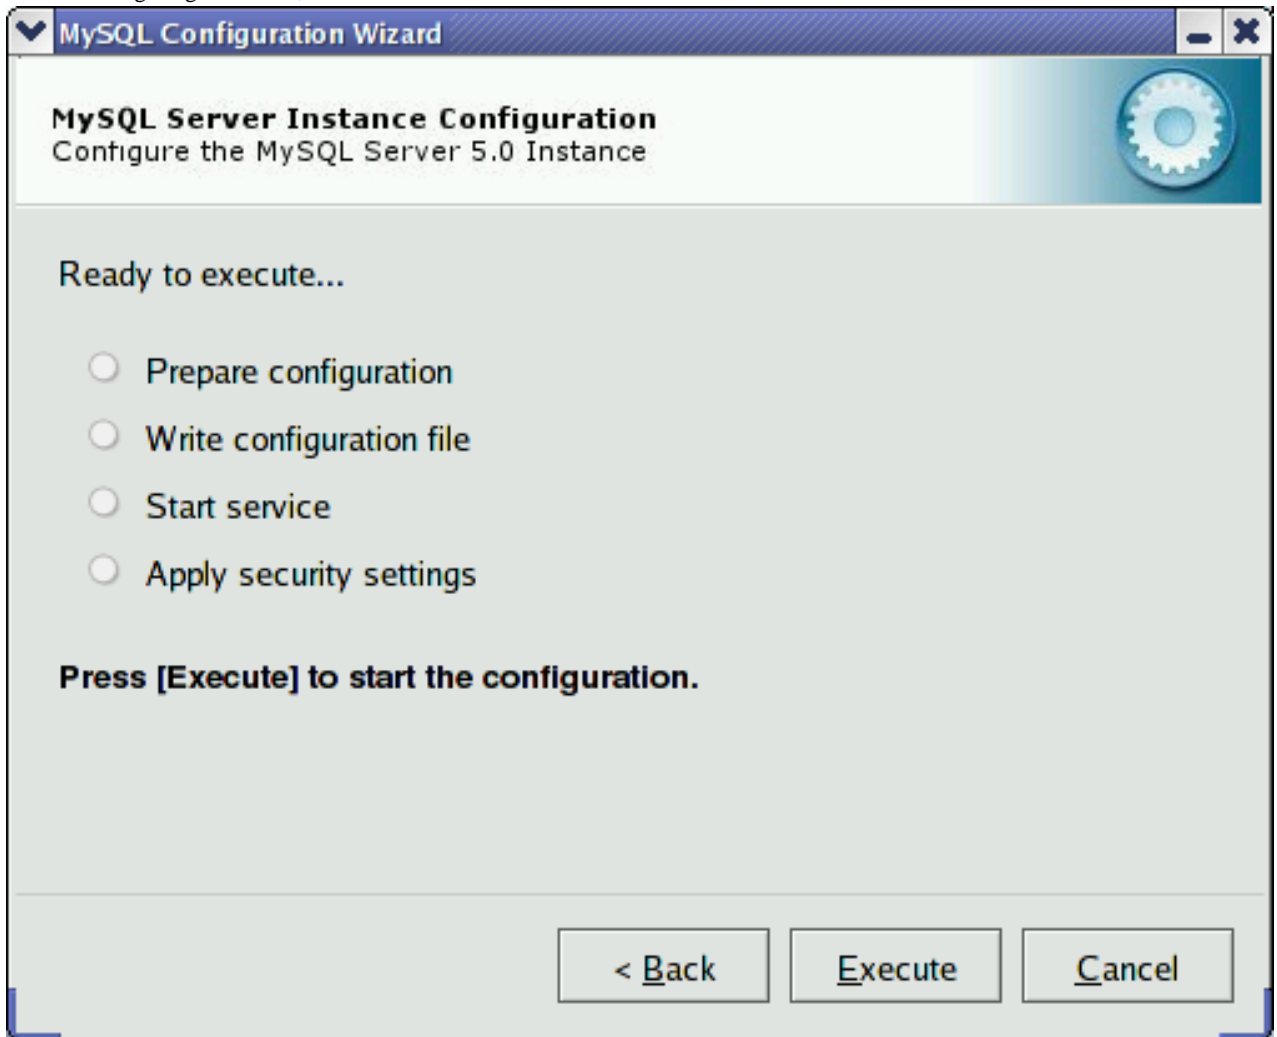 MySQL Configuration Wizard
MySQL Server Instance Configuration
Configure the MySQL Server 5.0 Instance
Ready to execute...
Prepare configuration
Write configuration file
Start service
Apply security settings
Press [Execute] to start the configuration.
< Back
Execute
Cancel